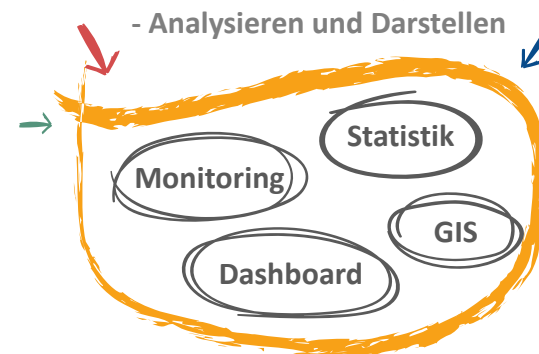 - Analysieren und Darstellen
Statistik
Monitoring
GIS
Dashboard